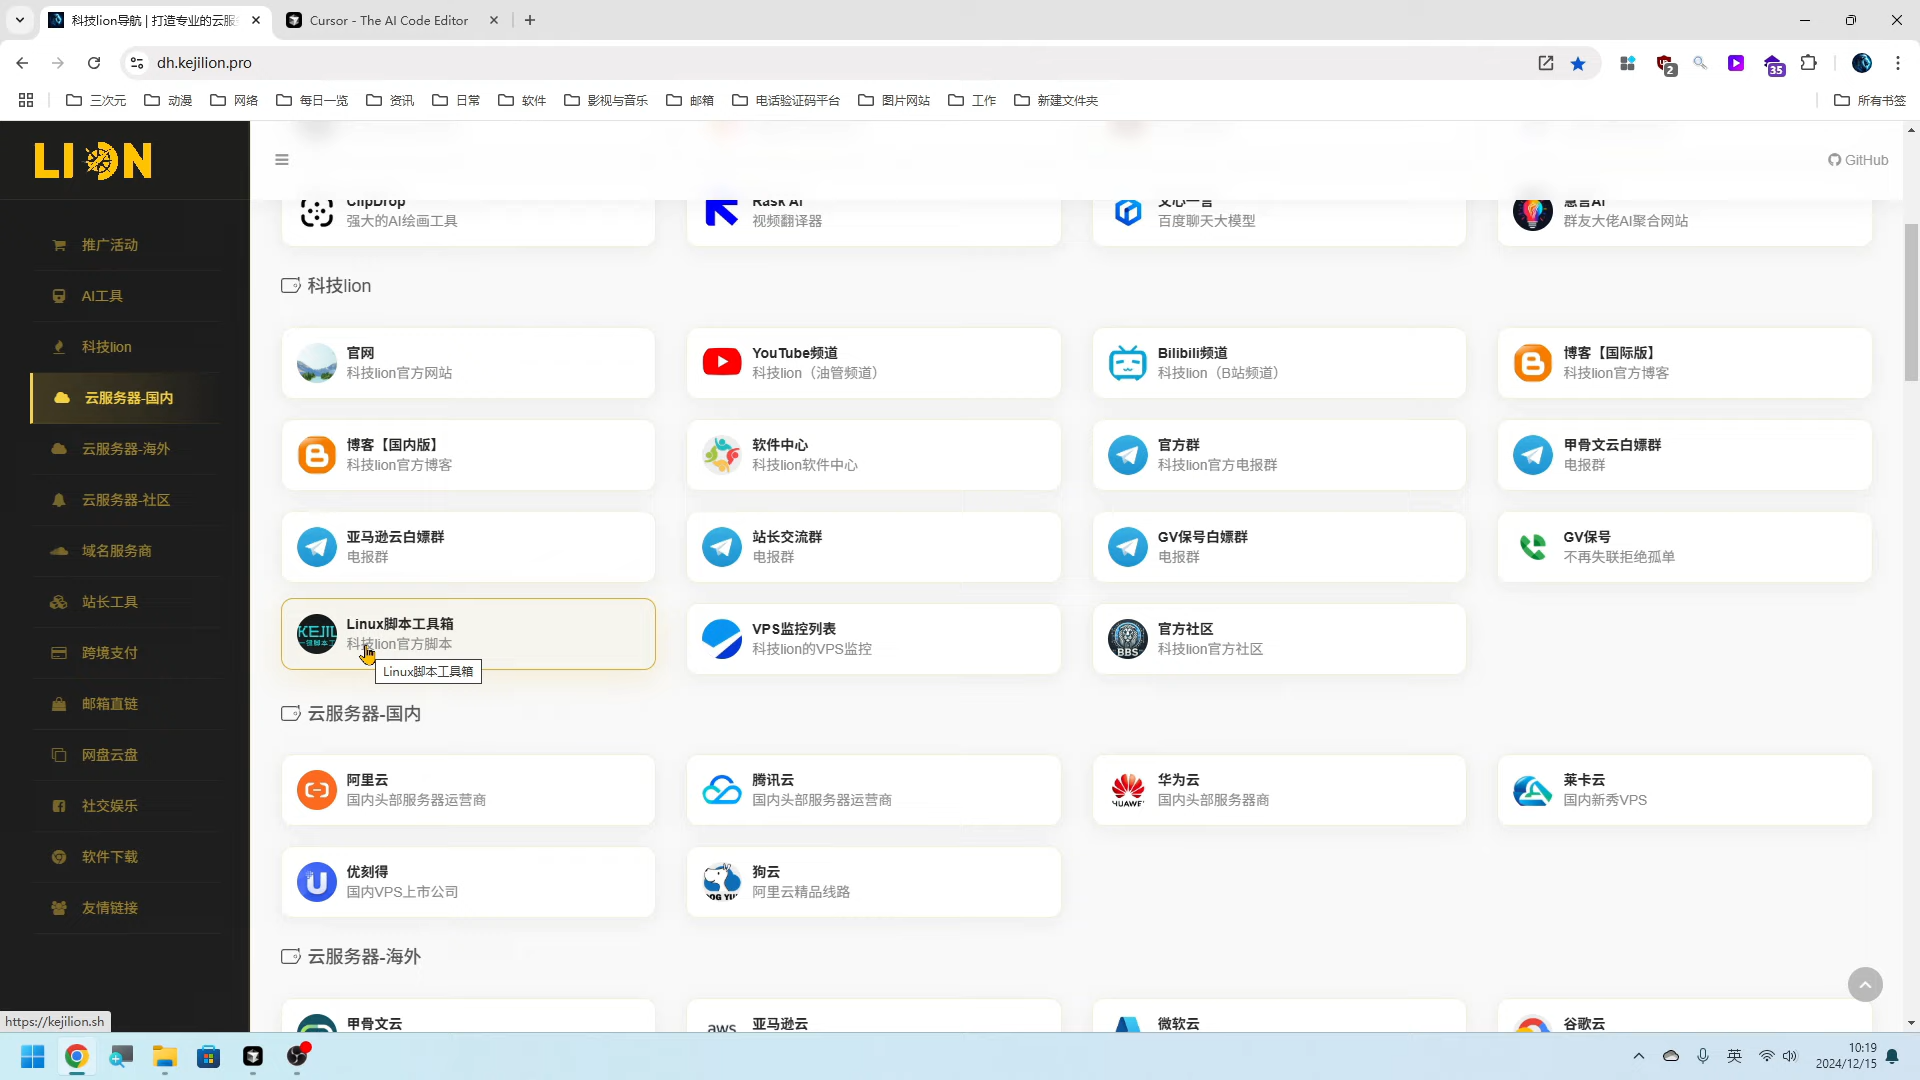 科技lion导航 | 打造专业的云服
Cursor - The AI Code Editor
dh.kejilion.pro
2
35
三次元
动漫
网络
每日一览
资讯
日常
软件
影视与音乐
邮箱
电话验证码平台
图片网站
工作
新建文件夹
所有书签
LION
GitHub
推广活动
AI工具
科技lion
云服务器-国内
云服务器-海外
云服务器-社区
域名服务商
站长工具
跨境支付
邮箱直链
网盘云盘
社交娱乐
软件下载
友情链接
ClipDrop
强大的AI绘画工具
Rask AI
视频翻译器
文心一言
百度聊天大模型
慧言AI
群友大佬AI聚合网站
科技lion
官网
科技lion官方网站
YouTube频道
科技lion（油管频道）
Bilibili频道
科技lion（B站频道）
博客【国际版】
科技lion官方博客
博客【国内版】
科技lion官方博客
软件中心
科技lion软件中心
官方群
科技lion官方电报群
甲骨文云白嫖群
电报群
亚马逊云白嫖群
电报群
站长交流群
电报群
GV保号白嫖群
电报群
GV保号
不再失联拒绝孤单
KEJIL
Linux脚本工具箱
科技lion官方脚本
Linux脚本工具箱
VPS监控列表
科技lion的VPS监控
BBS
官方社区
科技lion官方社区
云服务器-国内
阿里云
国内头部服务器运营商
腾讯云
国内头部服务器运营商
HUAWEI
华为云
国内头部服务器商
莱卡云
国内新秀VPS
优刻得
国内VPS上市公司
狗云
阿里云精品线路
云服务器-海外
甲骨文云
aws
亚马逊云
微软云
谷歌云
https://kejilion.sh
英
10:19
2024/12/15